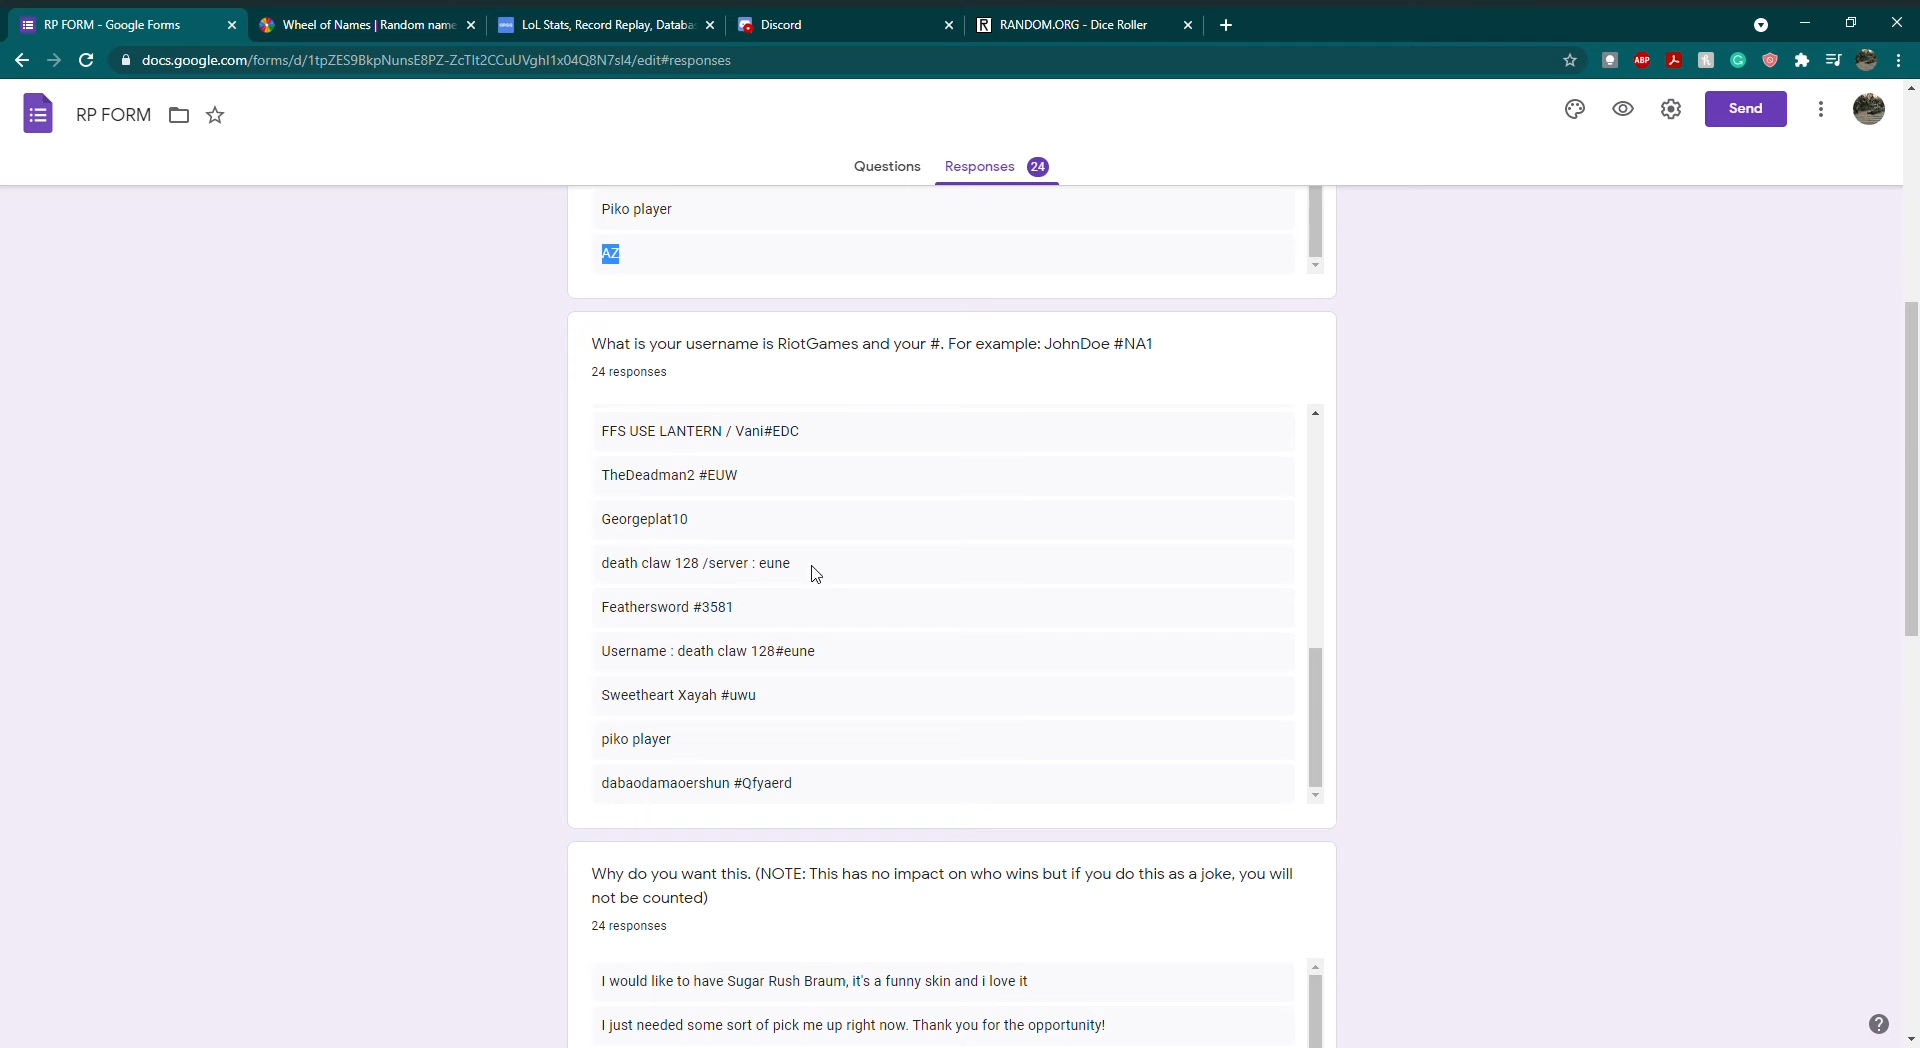 RP FORM - Google Forms
Wheel of Names | Random name
LoL Stats, Record Replay, Databa
Discord
RANDOM.ORG - Dice Roller
docs.google.com/forms/d/1tpZES9BkpNunsE8PZ-ZcTIt2CCuUVghI1x04Q8N7sI4/edit#responses
ABP
RP FORM
Send
Questions
Responses 24
Piko player
AZ
What is your username is RiotGames and your #. For example: JohnDoe #NA1
24 responses
FFS USE LANTERN / Vani#EDC
TheDeadman2 #EUW
Georgeplat10
death claw 128 /server : eune
Feathersword #3581
Username : death claw 128#eune
Sweetheart Xayah #uwu
piko player
dabaodamaoershun #Qfyaerd
Why do you want this. (NOTE: This has no impact on who wins but if you do this as a joke, you will
not be counted)
24 responses
I would like to have Sugar Rush Braum, it's a funny skin and i love it
I just needed some sort of pick me up right now. Thank you for the opportunity!